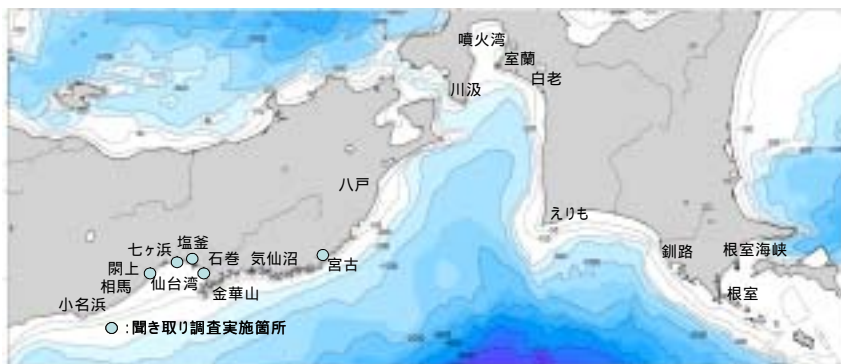 噴火湾
室蘭
白老
川汲
八戸
えりも
七ヶ浜
塩釜
石巻
気仙沼
釧路
根室海峡
閖上
仙台湾
宮古
相馬
金華山
根室
小名浜
:聞き取り調査実施箇所